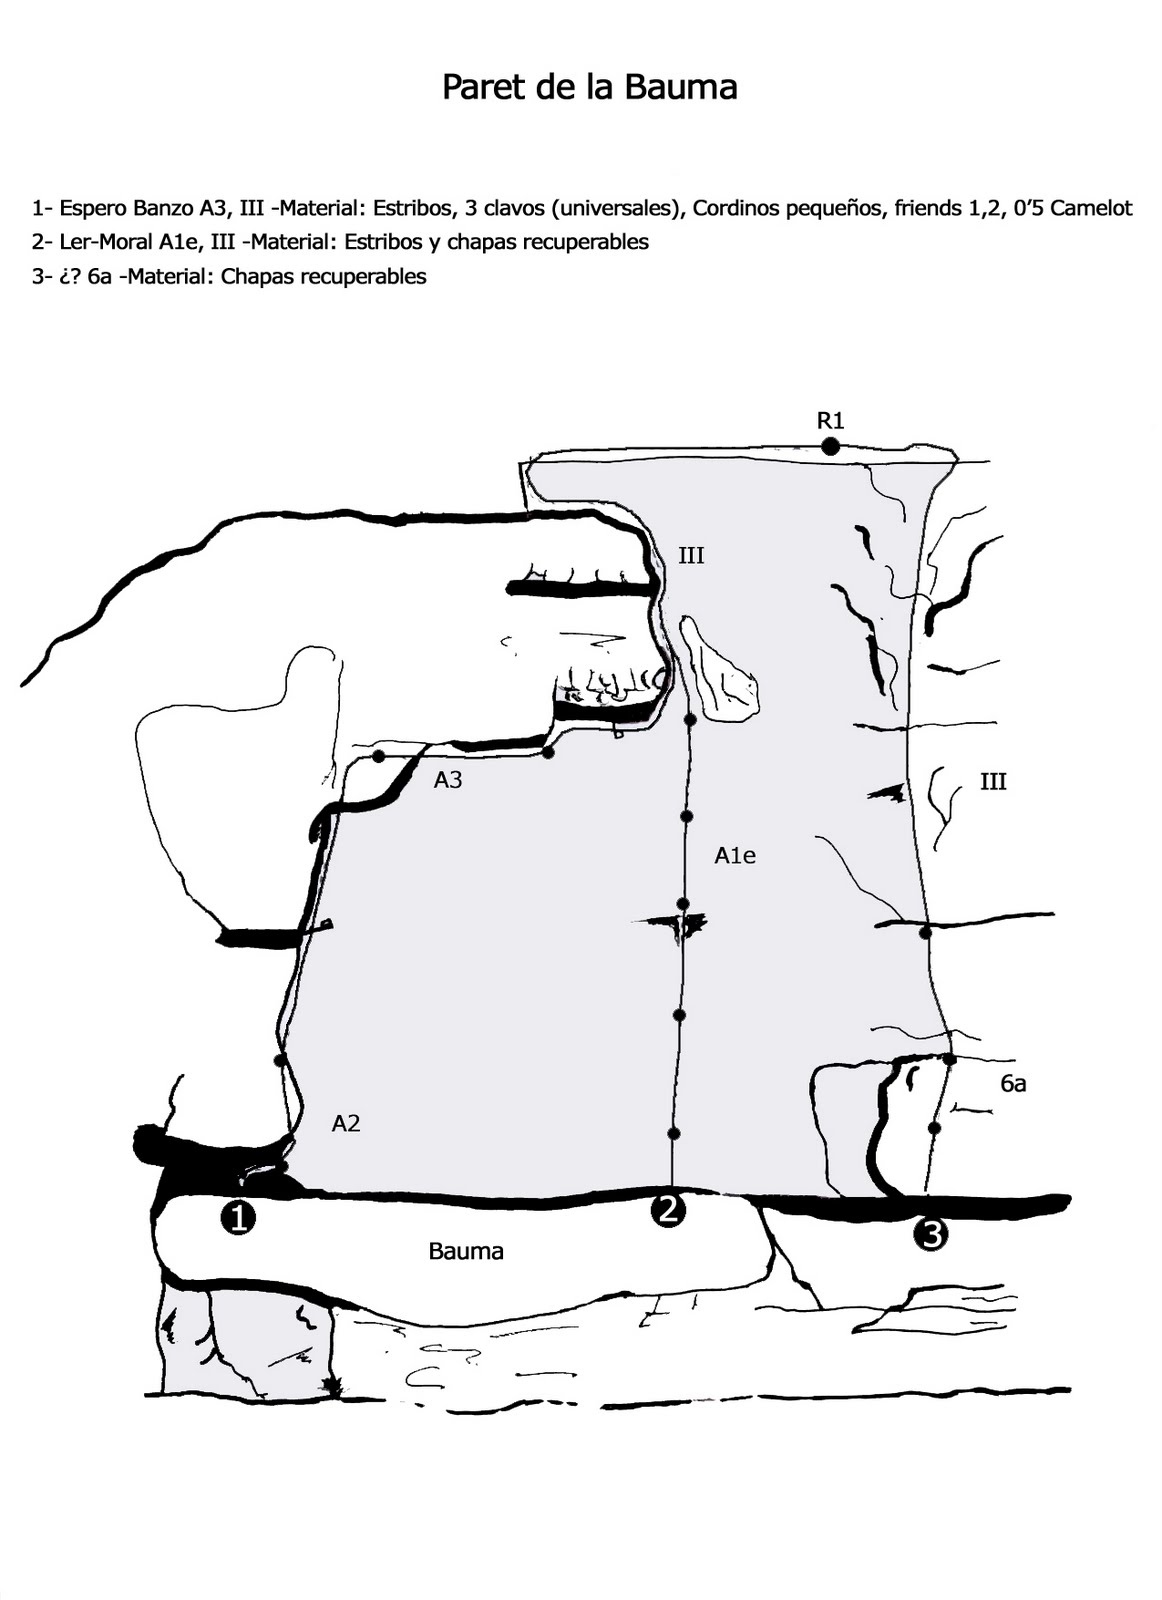 Paret de la Bauma
1- Espero Banzo A3, III -Material: Estribos, 3 clavos (universales), Cordinos pequeños, friends 1,2, 0'5 Camelot
2- Ler-Moral A1e, III -Material: Estribos y chapas recuperables
3- ¿? 6a -Material: Chapas recuperables
R1
III
A3
III
A1e
6a
A2
1
2
3
Bauma